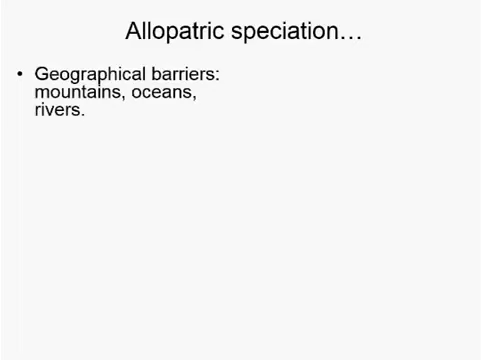 Allopatric speciation…
• Geographical barriers:
mountains, oceans,
rivers.